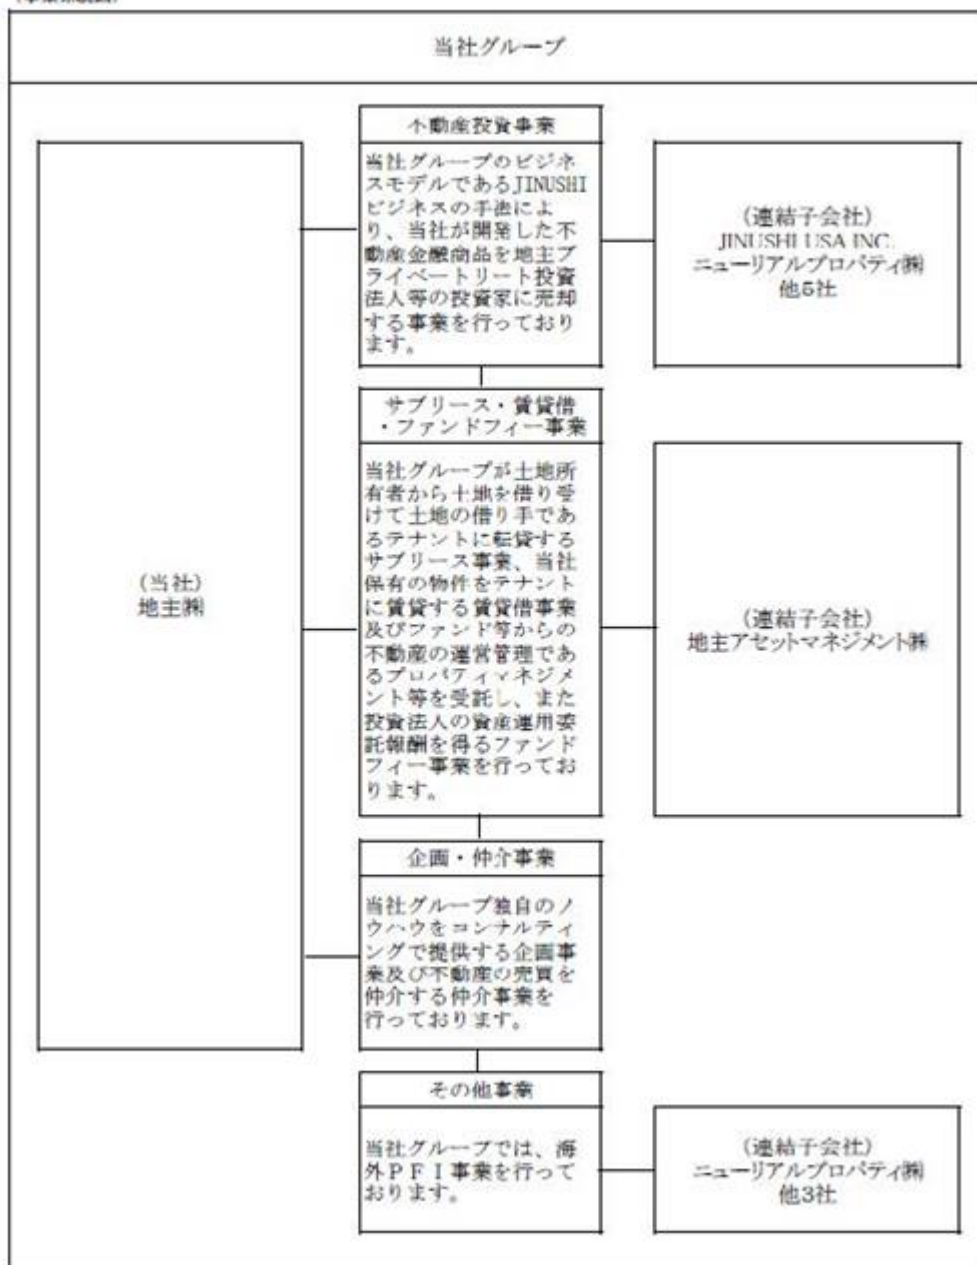 当社グループ
不動産投資事業
当社グループのビジネ
スモデルであるJINUSHI
ビジネスの手法によ
り、当社が開発した不
動産金融商品を地主プ
ライベートリート投資
法人等の投資家に売却
する事業を行っており
ます。
(連結子会社)
JINUSHI USA INC.
ニューリアルプロパティ㈱
他5社
サブリース・賃貸借
・ファンドフィー事業
当社グループが土地所
有者から土地を借り受
けて土地の借り手であ
るテナントに転貸する
サブリース事業、当社
保有の物件をテナント
に賃貸する賃貸借事業
及びファンド等からの
不動産の運営管理であ
るプロパティマネジメ
ント等を受託し、また
投資法人の資産運用委
託報酬を得るファンド
フィー事業を行ってお
ります。
(当社)
地主㈱
(連結子会社)
地主アセットマネジメント㈱
企画・仲介事業
当社グループ独自のノ
ウハウをコンサルティ
ングで提供する企画事
業及び不動産の売買を
仲介する仲介事業を
行っております。
その他事業
当社グループでは、海
外PFI事業を行って
おります。
(連結子会社)
ニューリアルプロパティ㈱
他3社